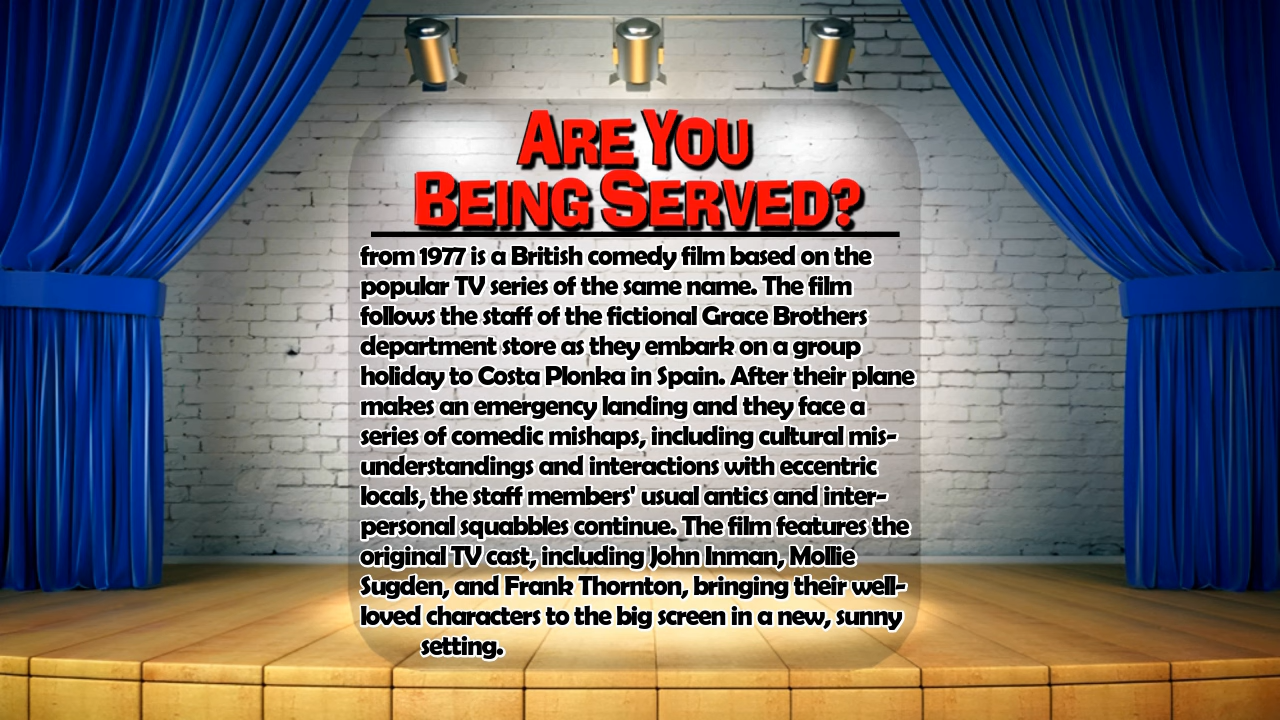 ARE YOU
BEING SERVED?
from 1977 is a British comedy film based on the
popular TV series of the same name. The film
follows the staff of the fictional Grace Brothers
department store as they embark on a group
holiday to Costa Plonka in Spain. After their plane
makes an emergency landing and they face a
series of comedic mishaps, including cultural mis-
understandings and interactions with eccentric
locals, the staff members' usual antics and inter-
personal squabbles continue. The film features the
original TV cast, including John Inman, Mollie
Sugden, and Frank Thornton, bringing their well-
loved characters to the big screen in a new, sunny
setting.